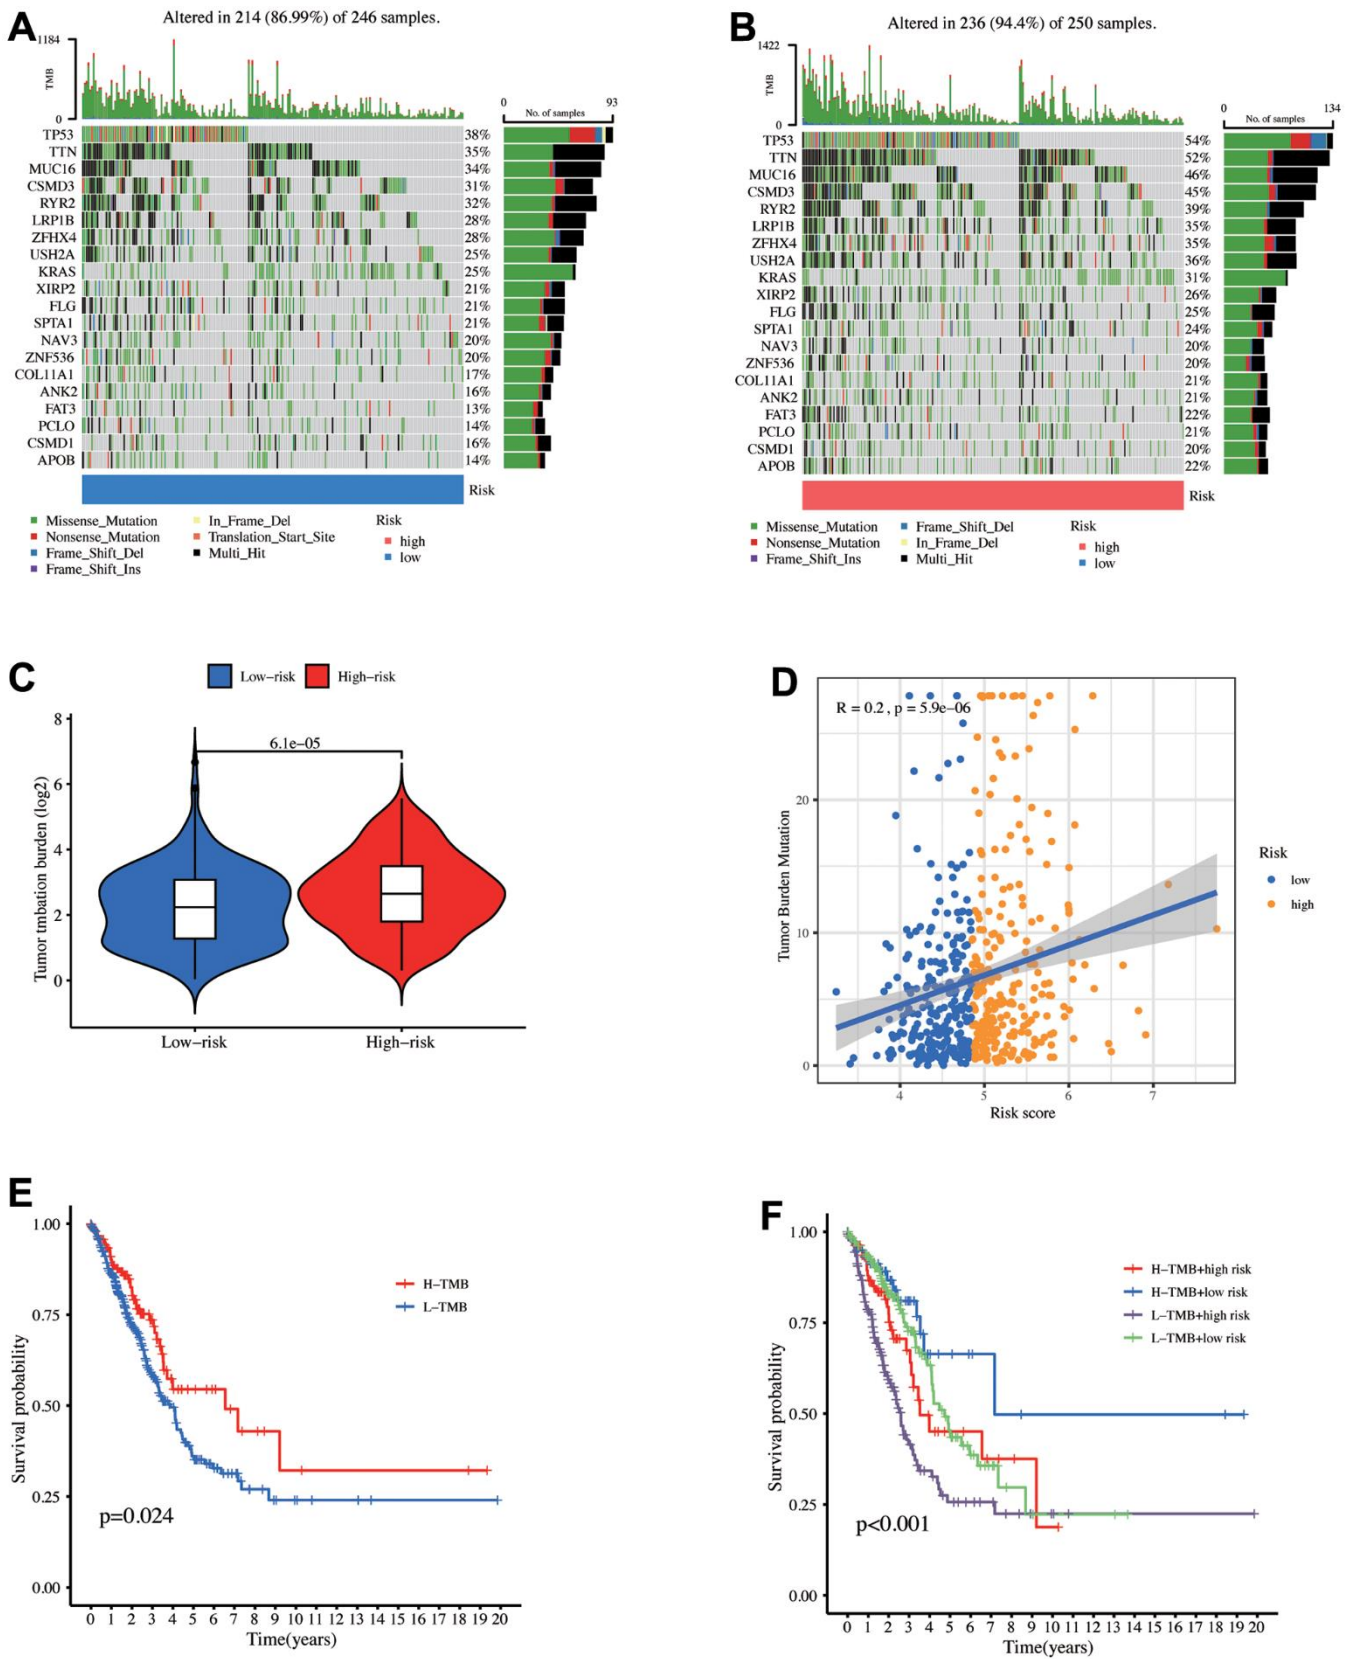 A
Altered in 214 (86.99%) of 246 samples.
1184
TMB
0
0 93
No. of samples
TP53 38%
TTN 35%
MUC16 34%
CSMD3 31%
RYR2 32%
LRP1B 28%
ZFHX4 28%
USH2A 25%
KRAS 25%
XIRP2 21%
FLG 21%
SPTA1 21%
NAV3 20%
ZNF536 20%
COL11A1 17%
ANK2 16%
FAT3 13%
PCLO 14%
CSMD1 16%
APOB 14%
Risk
Missense_Mutation In_Frame_Del Risk
Nonsense_Mutation Translation_Start_Site high
Frame_Shift_Del Multi_Hit low
Frame_Shift_Ins
B
Altered in 236 (94.4%) of 250 samples.
1422
TMB
0
0 134
No. of samples
TP53 54%
TTN 52%
MUC16 46%
CSMD3 45%
RYR2 39%
LRP1B 35%
ZFHX4 35%
USH2A 36%
KRAS 31%
XIRP2 26%
FLG 25%
SPTA1 24%
NAV3 20%
ZNF536 20%
COL11A1 21%
ANK2 21%
FAT3 22%
PCLO 21%
CSMD1 20%
APOB 22%
Risk
Missense_Mutation Frame_Shift_Del Risk
Nonsense_Mutation In_Frame_Del high
Frame_Shift_Ins Multi_Hit low
C
Low-risk High-risk
Tumor tmbation burden (log2)
8
6
4
2
0
6.1e-05
Low-risk High-risk
D
R = 0.2 , p = 5.9e-06
Tumor Burden Mutation
20
10
0
4 5 6 7
Risk score
Risk
low
high
E
Survival probability
1.00
0.75
0.50
0.25
0.00
H-TMB
L-TMB
p=0.024
0 1 2 3 4 5 6 7 8 9 10 11 12 13 14 15 16 17 18 19 20
Time(years)
F
Survival probability
1.00
0.75
0.50
0.25
0.00
H-TMB+high risk
H-TMB+low risk
L-TMB+high risk
L-TMB+low risk
p<0.001
0 1 2 3 4 5 6 7 8 9 10 11 12 13 14 15 16 17 18 19 20
Time(years)